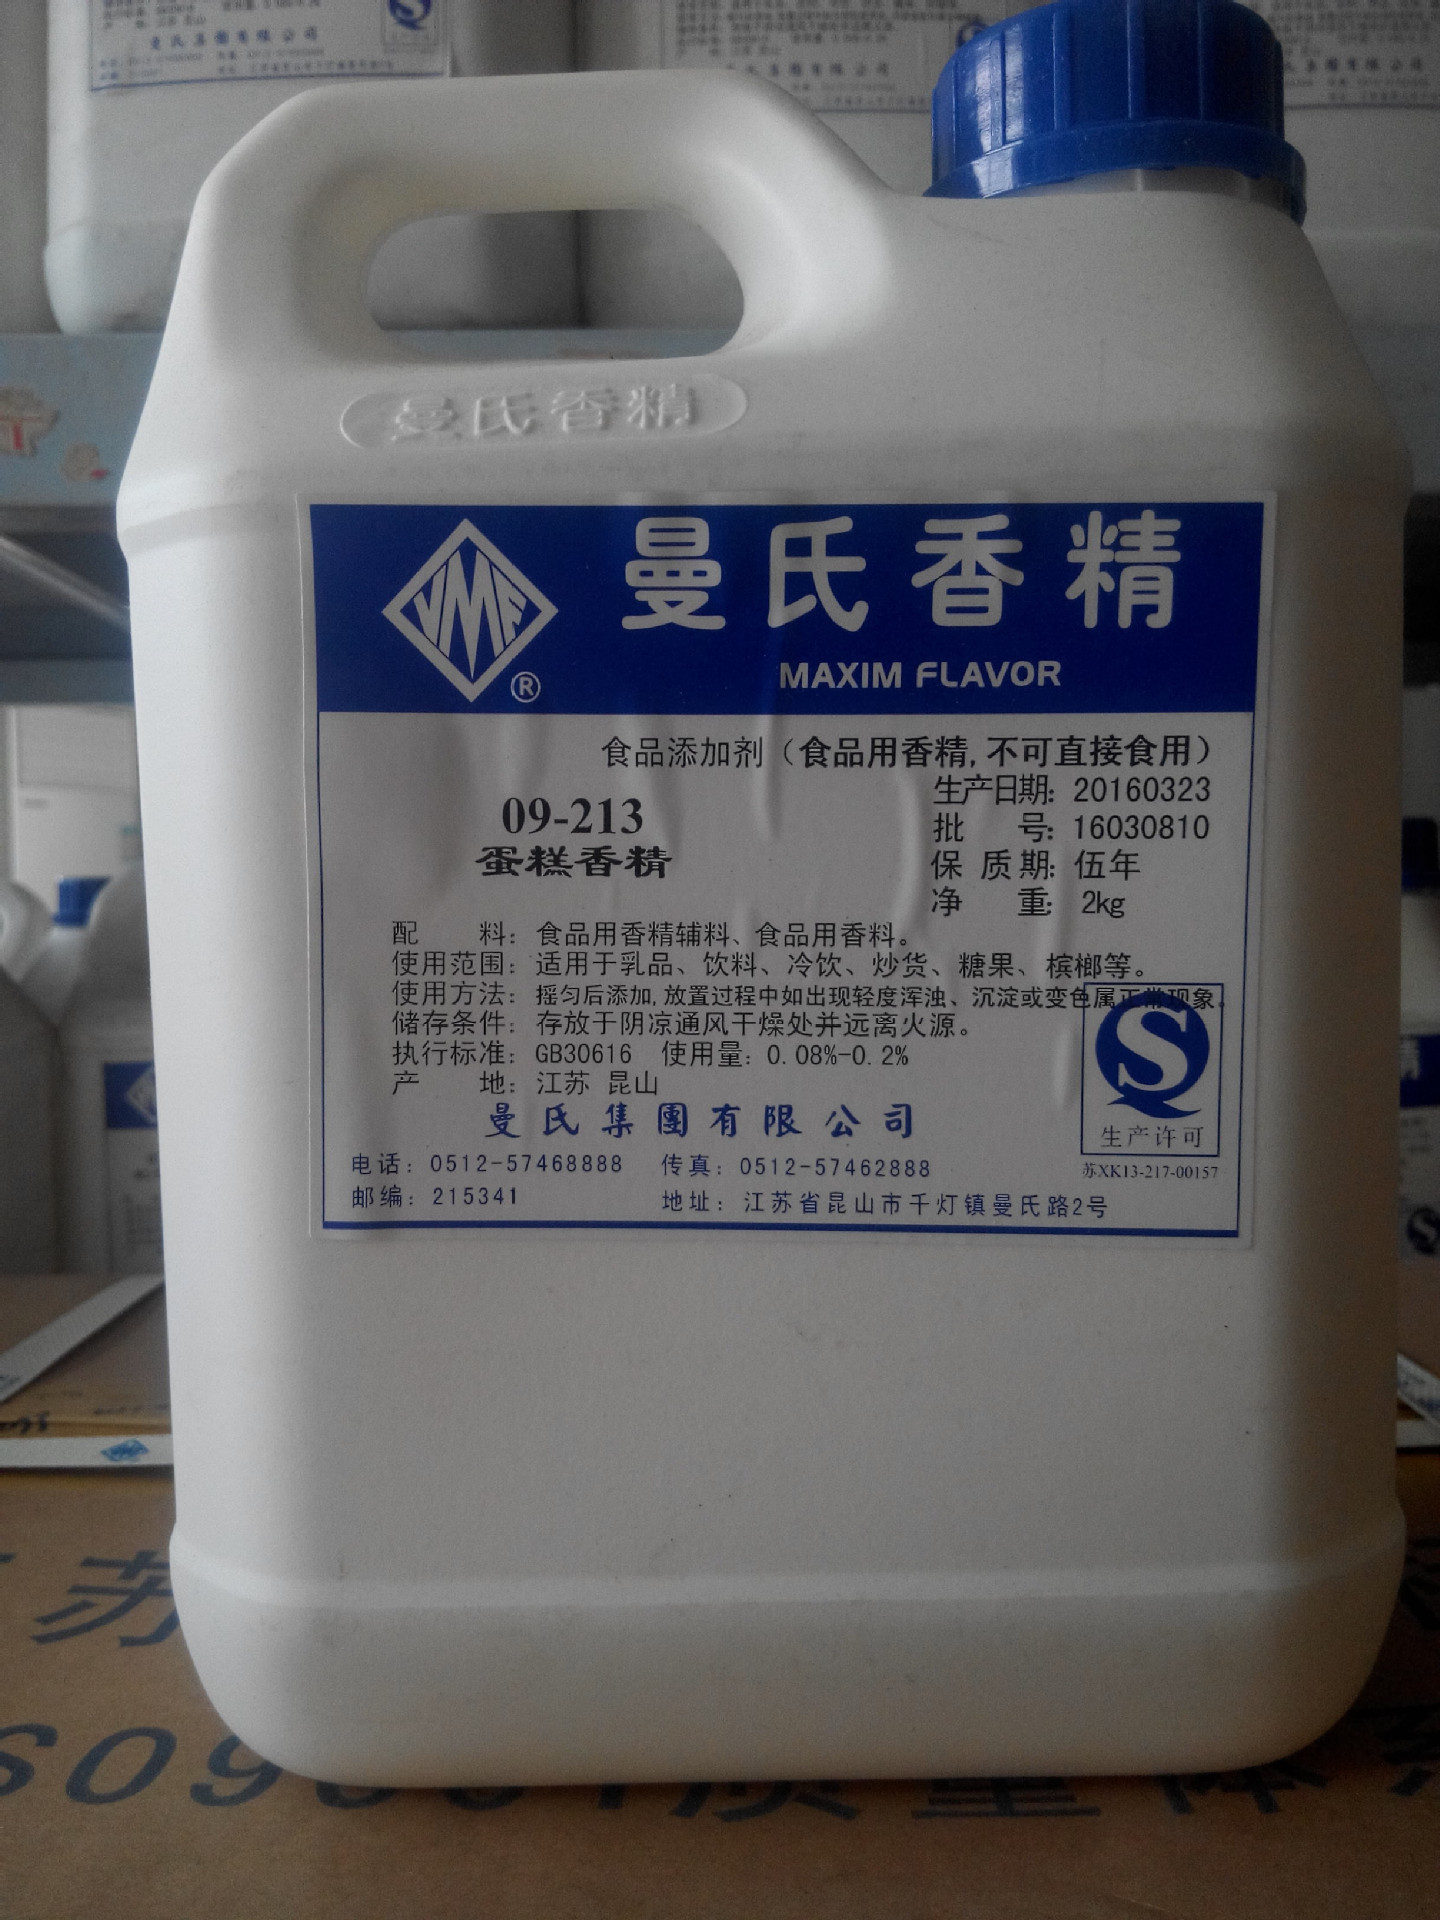 曼氏香精
VMF ®
曼氏香精
MAXIM FLAVOR
食品添加剂（食品用香精,不可直接食用）
09-213
蛋糕香精
生产日期: 20160323
批 号: 16030810
保 质 期: 伍年
净 重: 2kg
配 料: 食品用香精辅料、食品用香料。
使用范围: 适用于乳品、饮料、冷饮、炒货、糖果、槟榔等。
使用方法: 摇匀后添加,放置过程中如出现轻度浑浊、沉淀或变色属正常现象。
储存条件: 存放于阴凉通风干燥处并远离火源。
执行标准: GB30616 使用量: 0.08%-0.2%
产 地: 江苏 昆山
曼氏集團有限公司
电话: 0512-57468888 传真: 0512-57462888
邮编: 215341 地址: 江苏省昆山市千灯镇曼氏路2号
S
生产许可
苏XK13-217-00157
苏
质量体系